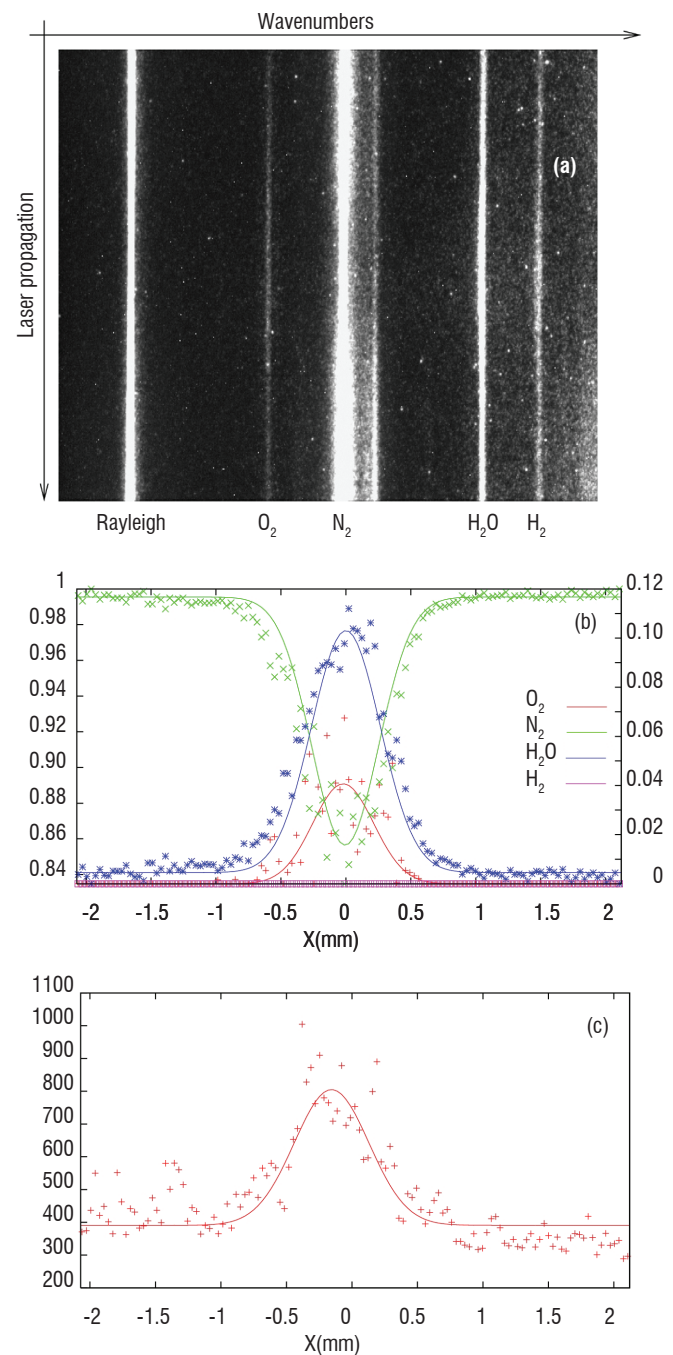 Wavenumbers
Laser propagation
(a)
Rayleigh O₂ N₂ H₂O H₂
(b)
1 0.12
0.98 0.10
0.96 0.08
0.94
0.92 0.06
0.90 0.04
0.88
0.86 0.02
0.84 0
O₂
N₂
H₂O
H₂
-2 -1.5 -1 -0.5 0 0.5 1 1.5 2
X(mm)
(c)
1100
1000
900
800
700
600
500
400
300
200
-2 -1.5 -1 -0.5 0 0.5 1 1.5 2
X(mm)